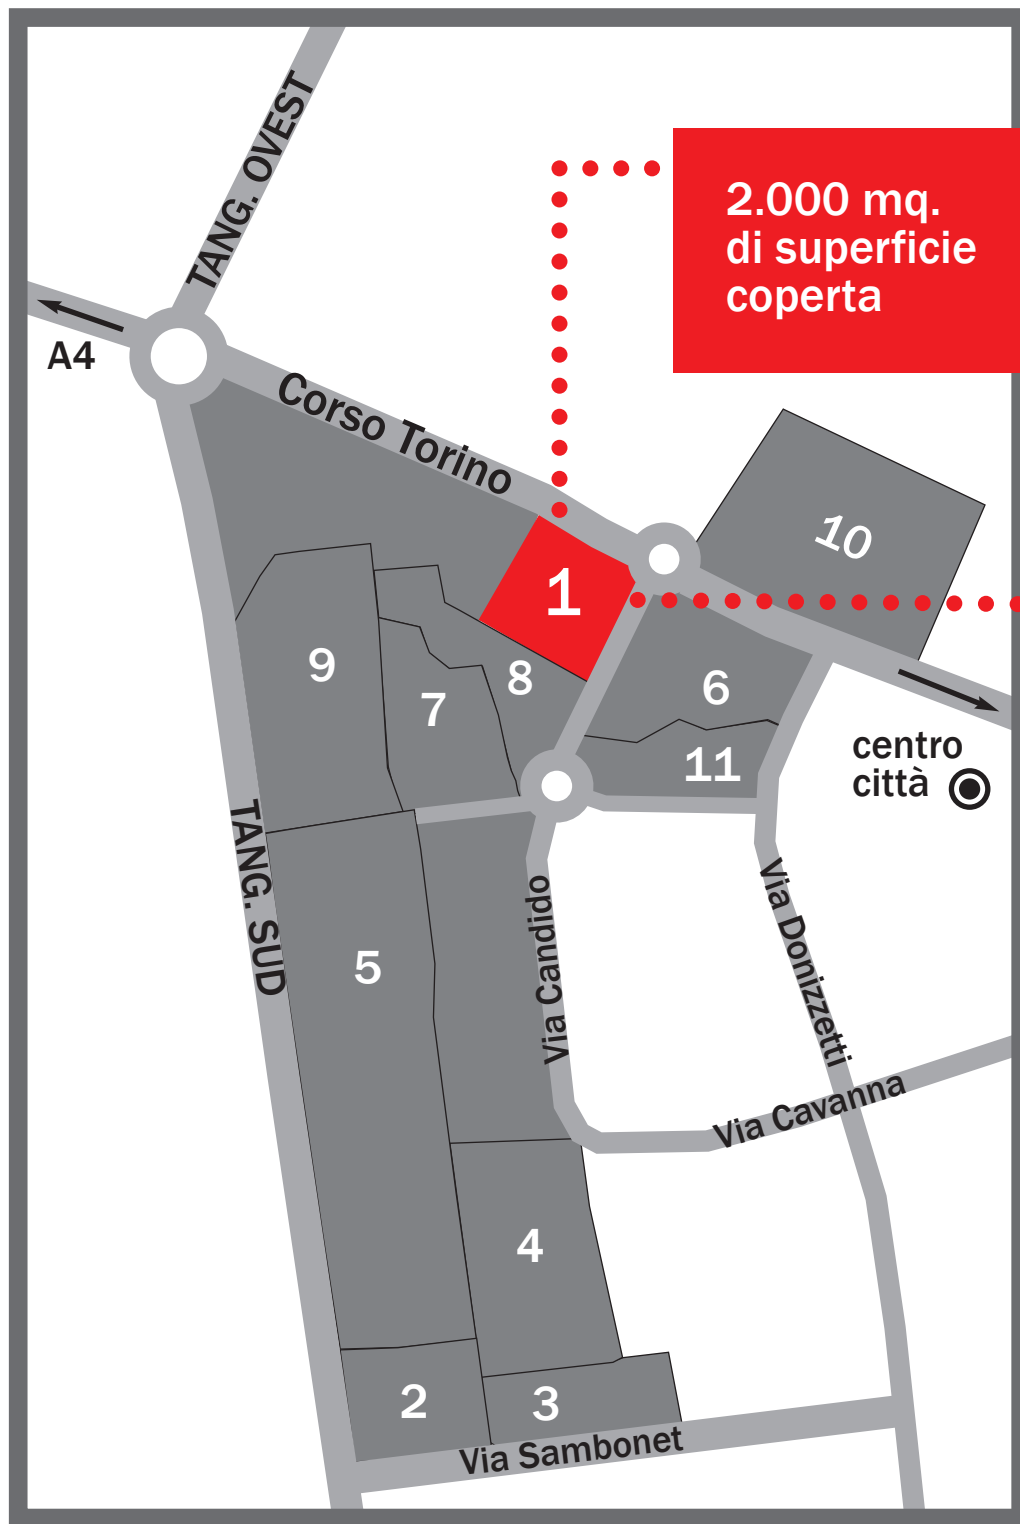 TANG. OVEST
2.000 mq.
di superficie
coperta
A4
Corso Torino
10
1
9
8
7
6
11
centro
città
TANG. SUD
Via Candido
Via Donizzetti
5
Via Cavanna
4
2
3
Via Sambonet